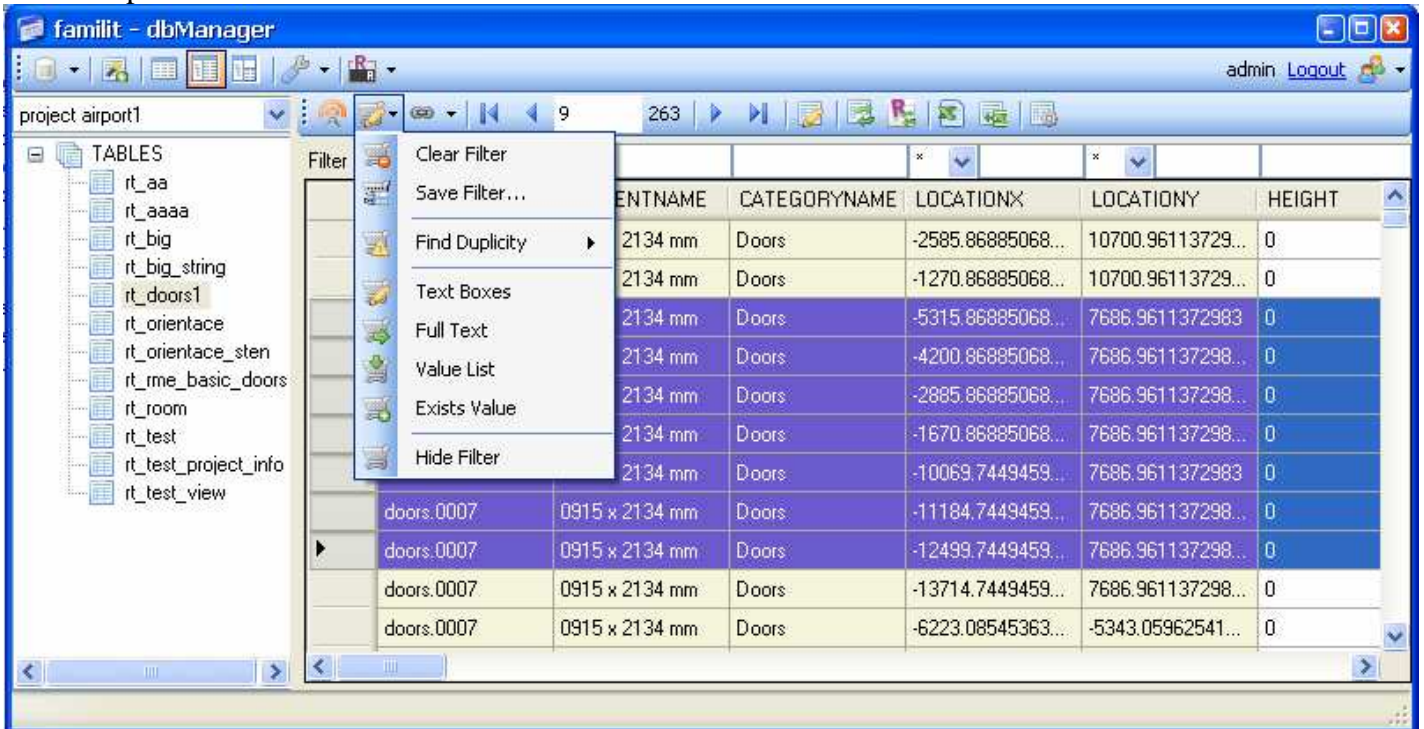 familit - dbManager
admin Logout
project airport1
9 263
TABLES
rt_aa
rt_aaaa
rt_big
rt_big_string
rt_doors1
rt_orientace
rt_orientace_sten
rt_rme_basic_doors
rt_room
rt_test
rt_test_project_info
rt_test_view
Filter * *
Clear Filter
Save Filter...
Find Duplicity
Text Boxes
Full Text
Value List
Exists Value
Hide Filter
ENTNAME CATEGORYNAME LOCATIONX LOCATIONY HEIGHT
2134 mm Doors -2585.86885068... 10700.96113729... 0
2134 mm Doors -1270.86885068... 10700.96113729... 0
2134 mm Doors -5315.86885068... 7686.9611372983 0
2134 mm Doors -4200.86885068... 7686.961137298... 0
2134 mm Doors -2885.86885068... 7686.961137298... 0
2134 mm Doors -1670.86885068... 7686.961137298... 0
2134 mm Doors -10069.7449459... 7686.9611372983 0
doors.0007 0915 x 2134 mm Doors -11184.7449459... 7686.961137298... 0
doors.0007 0915 x 2134 mm Doors -12499.7449459... 7686.961137298... 0
doors.0007 0915 x 2134 mm Doors -13714.7449459... 7686.961137298... 0
doors.0007 0915 x 2134 mm Doors -6223.08545363... -5343.05962541... 0